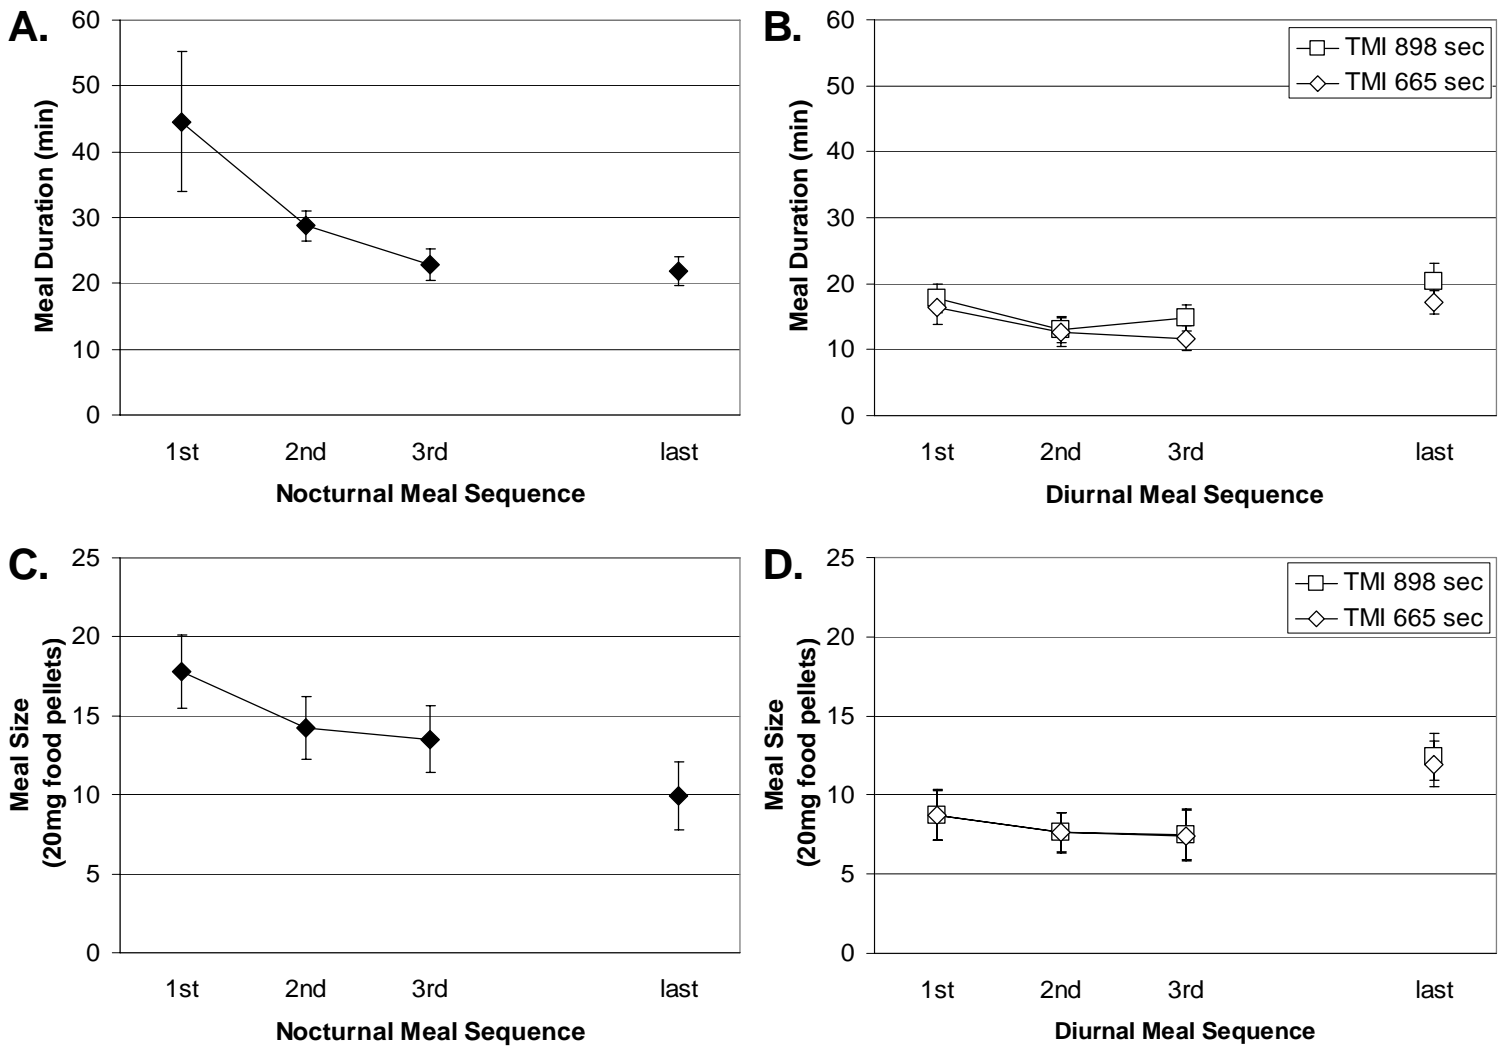 A.
60
50
40
30
20
10
0
Meal Duration (min)
1st 2nd 3rd last
Nocturnal Meal Sequence
B.
60
50
40
30
20
10
0
Meal Duration (min)
TMI 898 sec
TMI 665 sec
1st 2nd 3rd last
Diurnal Meal Sequence
C.
25
20
15
10
5
0
Meal Size
(20mg food pellets)
1st 2nd 3rd last
Nocturnal Meal Sequence
D.
25
20
15
10
5
0
Meal Size
(20mg food pellets)
TMI 898 sec
TMI 665 sec
1st 2nd 3rd last
Diurnal Meal Sequence